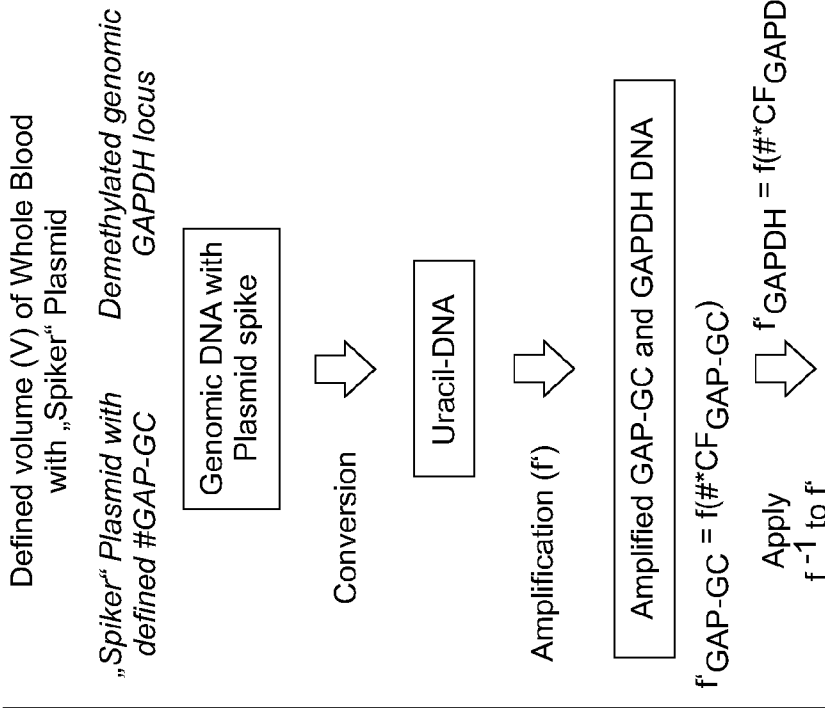 Defined volume (V) of Whole Blood
with „Spiker“ Plasmid
„Spiker“ Plasmid with
defined #GAP-GC
Demethylated genomic
GAPDH locus
Genomic DNA with
Plasmid spike
Conversion
Uracil-DNA
Amplification (f‘)
Amplified GAP-GC and GAPDH DNA
f‘GAP-GC = f(#*CFGAP-GC)
f‘GAPDH = f(#*CFGAPD
Apply
f -1 to f‘